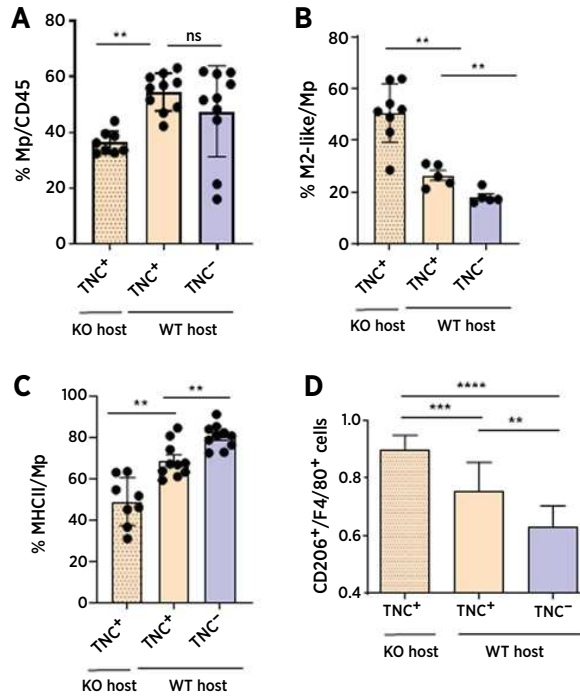 A
** ns
% Mp/CD45
80
60
40
20
0
TNC⁺ TNC⁺ TNC⁻
KO host WT host
B
**
**
% M2-like/Mp
80
60
40
20
0
TNC⁺ TNC⁺ TNC⁻
KO host WT host
C
**
**
% MHCII/Mp
100
80
60
40
20
0
TNC⁺ TNC⁺ TNC⁻
KO host WT host
D
****
***
**
CD206⁺/F4/80⁺ cells
1.0
0.8
0.6
0.4
TNC⁺ TNC⁺ TNC⁻
KO host WT host